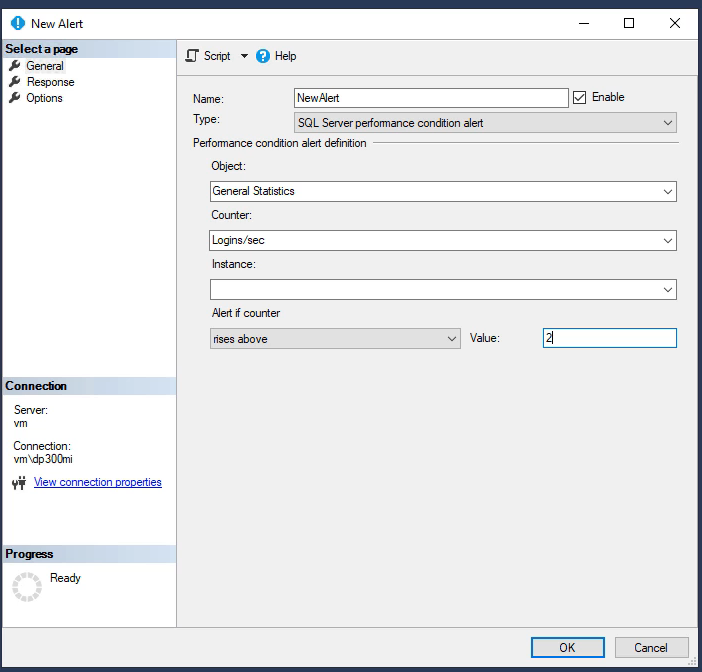 New Alert
Select a page
General
Response
Options
Script
Help
Name:
NewAlert
Enable
Type:
SQL Server performance condition alert
Performance condition alert definition
Object:
General Statistics
Counter:
Logins/sec
Instance:
Alert if counter
rises above
Value:
2
Connection
Server:
vm
Connection:
vm\dp300mi
View connection properties
Progress
Ready
OK
Cancel